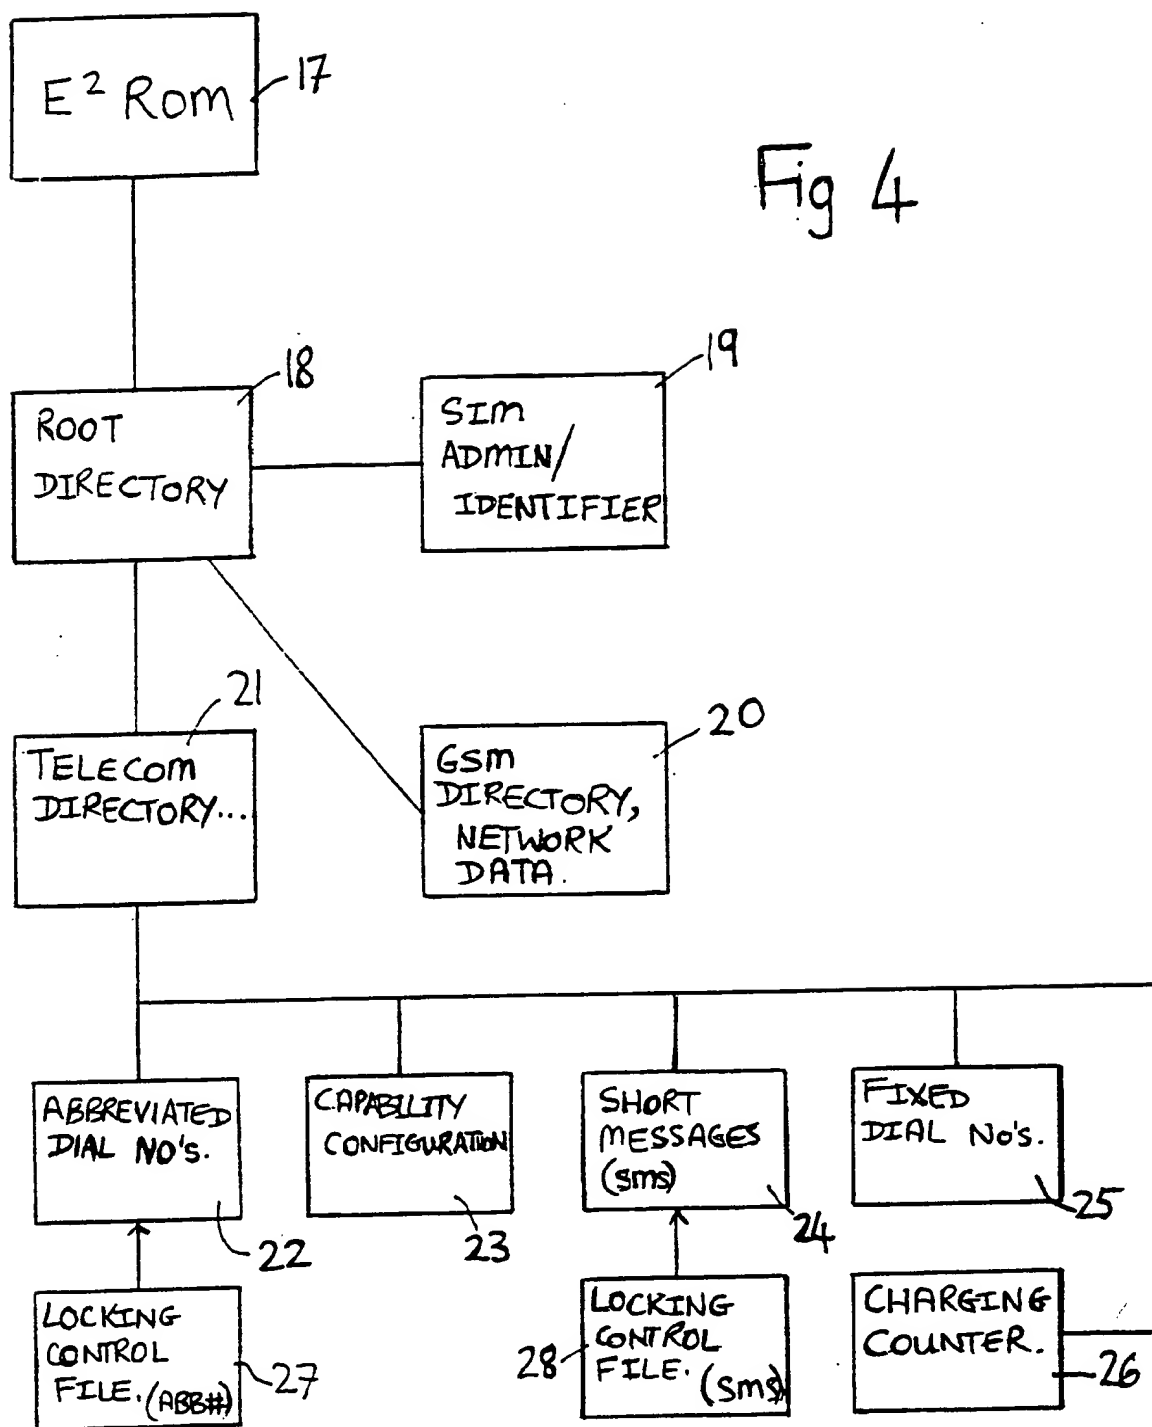 E² Rom
17
Fig 4
18
ROOT
DIRECTORY
19
SIM
ADMIN/
IDENTIFIER
21
TELECOM
DIRECTORY...
20
GSM
DIRECTORY,
NETWORK
DATA.
ABBREVIATED
DIAL NO's.
22
CAPABILITY
CONFIGURATION
23
SHORT
MESSAGES
(sms)
24
FIXED
DIAL No's.
25
LOCKING
CONTROL
FILE. (ABB#)
27
28
LOCKING
CONTROL
FILE. (sms)
CHARGING
COUNTER.
26